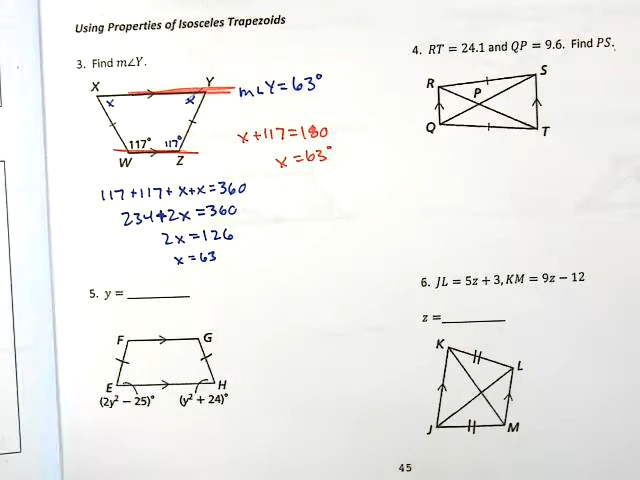 Using Properties of Isosceles Trapezoids
3. Find m∠Y.
X
Y
x
x
117°
117°
W
Z
m∠Y=63°
x+117=180
x=63°
117+117+x+x=360
234+2x=360
2x=126
x=63
4. RT = 24.1 and QP = 9.6. Find PS.
R
S
P
Q
T
5. y = ________
F
G
E
H
(2y² − 25)°
(y² + 24)°
6. JL = 5z + 3, KM = 9z − 12
z = ________
K
L
J
M
45